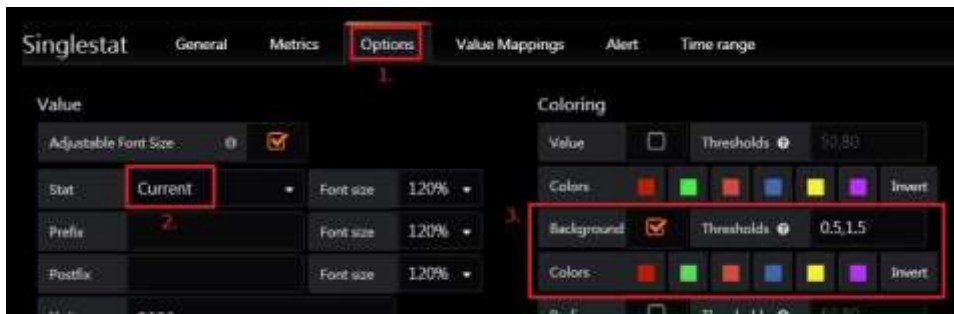 Singlestat General Metrics Options Value Mappings Alert Time range
1.
Value
Adjustable Font Size
Stat Current Font size 120%
2.
Prefix Font size 120%
Postfix Font size 120%
Coloring
Value Thresholds 50,80
Colors Invert
3.
Background Thresholds 0.5,1.5
Colors Invert